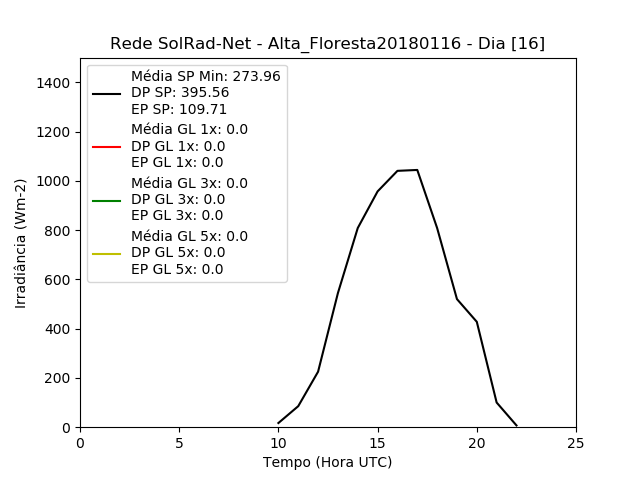 Rede SolRad-Net - Alta_Floresta20180116 - Dia [16]
Média SP Min: 273.96
DP SP: 395.56
EP SP: 109.71
Média GL 1x: 0.0
DP GL 1x: 0.0
EP GL 1x: 0.0
Média GL 3x: 0.0
DP GL 3x: 0.0
EP GL 3x: 0.0
Média GL 5x: 0.0
DP GL 5x: 0.0
EP GL 5x: 0.0
Irradiância (Wm-2)
1400
1200
1000
800
600
400
200
0
0 5 10 15 20 25
Tempo (Hora UTC)